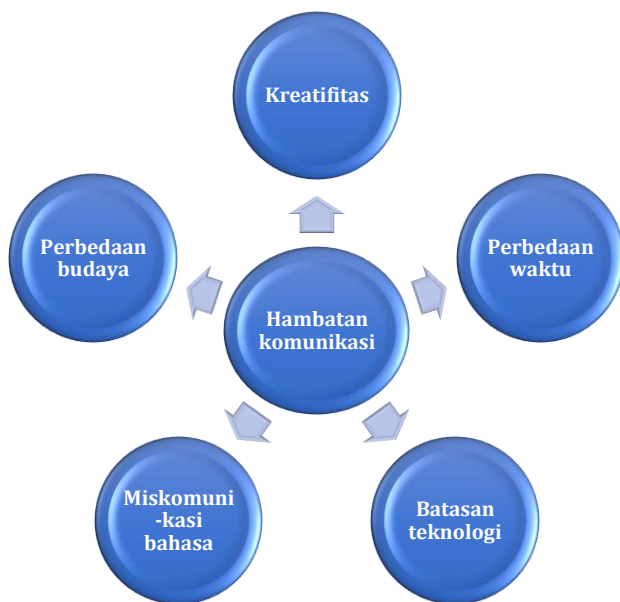 Kreatifitas
Perbedaan
budaya
Perbedaan
waktu
Hambatan
komunikasi
Miskomuni
-kasi
bahasa
Batasan
teknologi